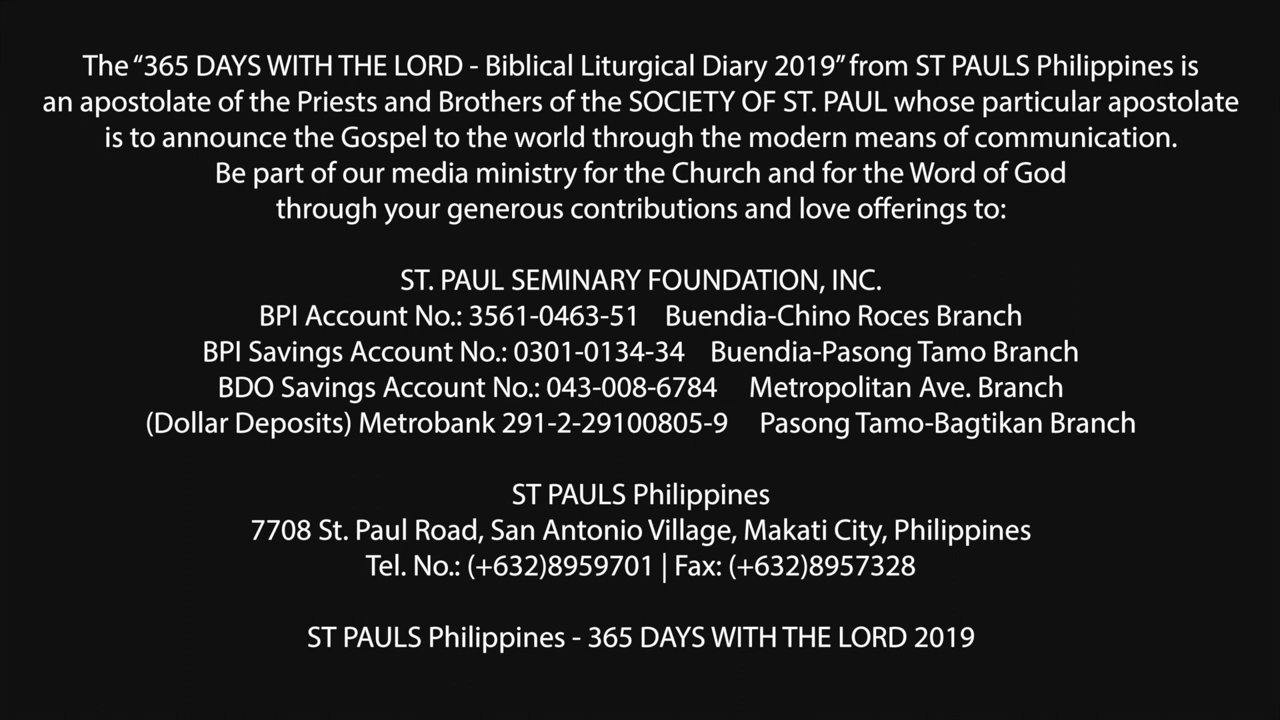 The “365 DAYS WITH THE LORD - Biblical Liturgical Diary 2019” from ST PAULS Philippines is
an apostolate of the Priests and Brothers of the SOCIETY OF ST. PAUL whose particular apostolate
is to announce the Gospel to the world through the modern means of communication.
Be part of our media ministry for the Church and for the Word of God
through your generous contributions and love offerings to:
ST. PAUL SEMINARY FOUNDATION, INC.
BPI Account No.: 3561-0463-51 Buendia-Chino Roces Branch
BPI Savings Account No.: 0301-0134-34 Buendia-Pasong Tamo Branch
BDO Savings Account No.: 043-008-6784 Metropolitan Ave. Branch
(Dollar Deposits) Metrobank 291-2-29100805-9 Pasong Tamo-Bagtikan Branch
ST PAULS Philippines
7708 St. Paul Road, San Antonio Village, Makati City, Philippines
Tel. No.: (+632)8959701 | Fax: (+632)8957328
ST PAULS Philippines - 365 DAYS WITH THE LORD 2019